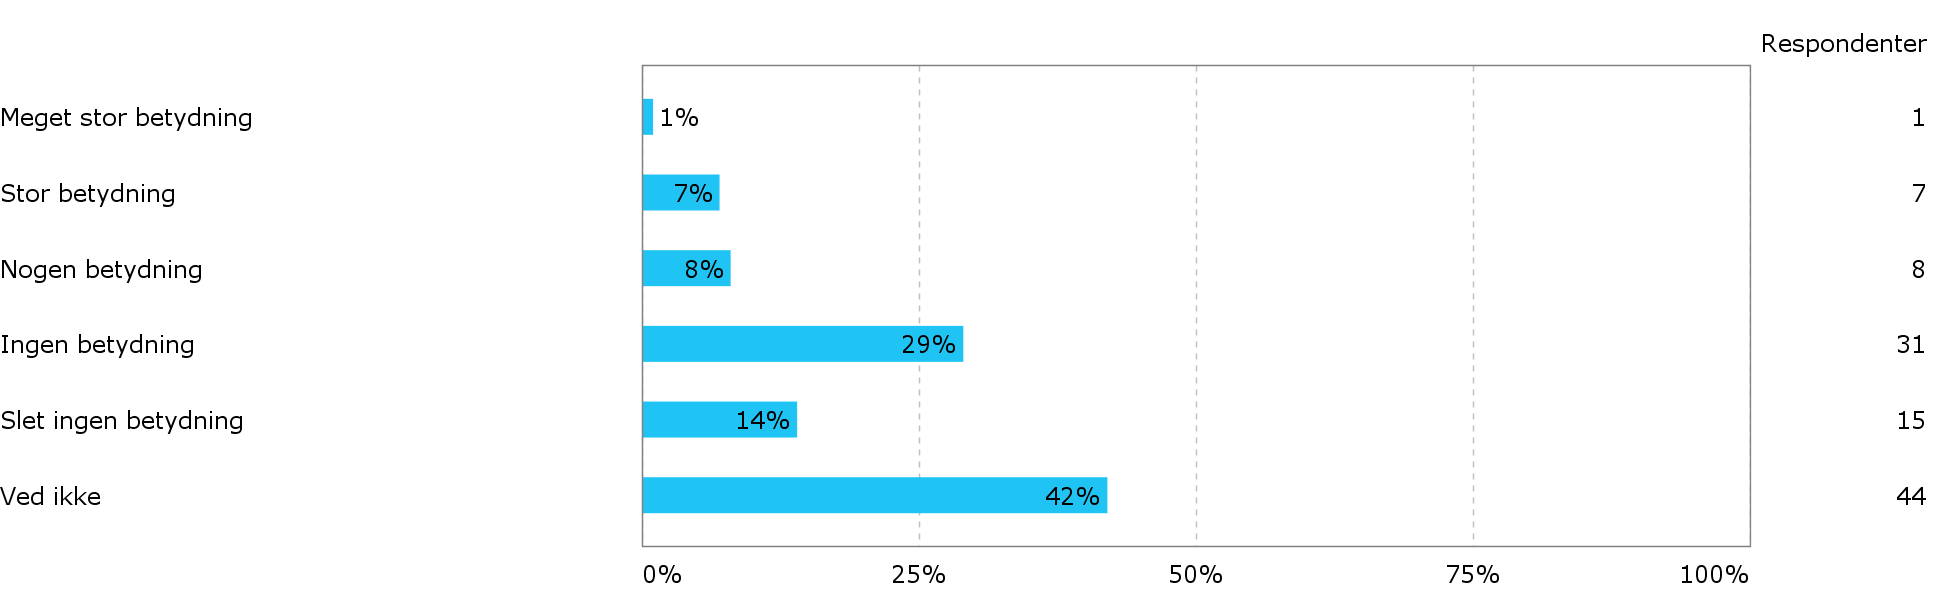 Respondenter
Meget stor betydning 1% 1
Stor betydning 7% 7
Nogen betydning 8% 8
Ingen betydning 29% 31
Slet ingen betydning 14% 15
Ved ikke 42% 44
0% 25% 50% 75% 100%